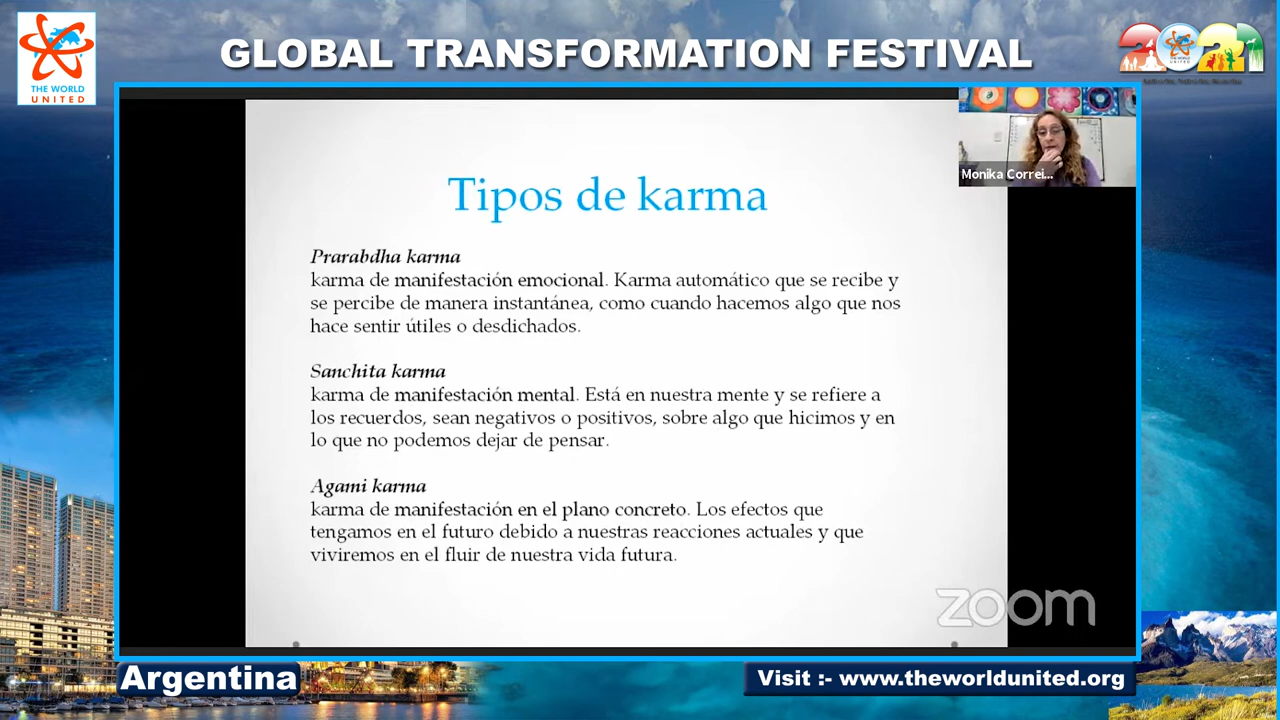 THE WORLD
UNITED
GLOBAL TRANSFORMATION FESTIVAL
2021
Monika Correi...
Tipos de karma
Prarabdha karma
karma de manifestación emocional. Karma automático que se recibe y
se percibe de manera instantánea, como cuando hacemos algo que nos
hace sentir útiles o desdichados.
Sanchita karma
karma de manifestación mental. Está en nuestra mente y se refiere a
los recuerdos, sean negativos o positivos, sobre algo que hicimos y en
lo que no podemos dejar de pensar.
Agami karma
karma de manifestación en el plano concreto. Los efectos que
tengamos en el futuro debido a nuestras reacciones actuales y que
viviremos en el fluir de nuestra vida futura.
zoom
Argentina
Visit :- www.theworldunited.org